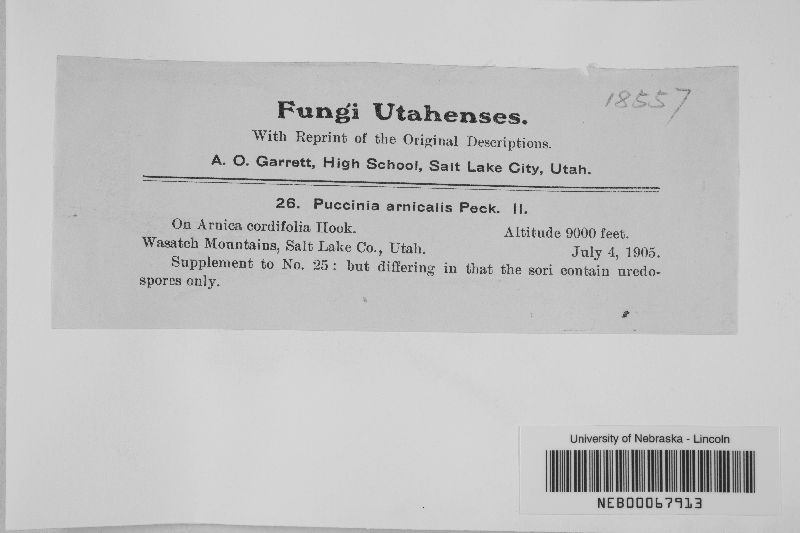 18557
Fungi Utahenses.
With Reprint of the Original Descriptions.
A. O. Garrett, High School, Salt Lake City, Utah.
26. Puccinia arnicalis Peck. II.
On Arnica cordifolia Hook. Altitude 9000 feet.
Wasatch Mountains, Salt Lake Co., Utah. July 4, 1905.
Supplement to No. 25: but differing in that the sori contain uredo-
spores only.
University of Nebraska - Lincoln
NEB00067913